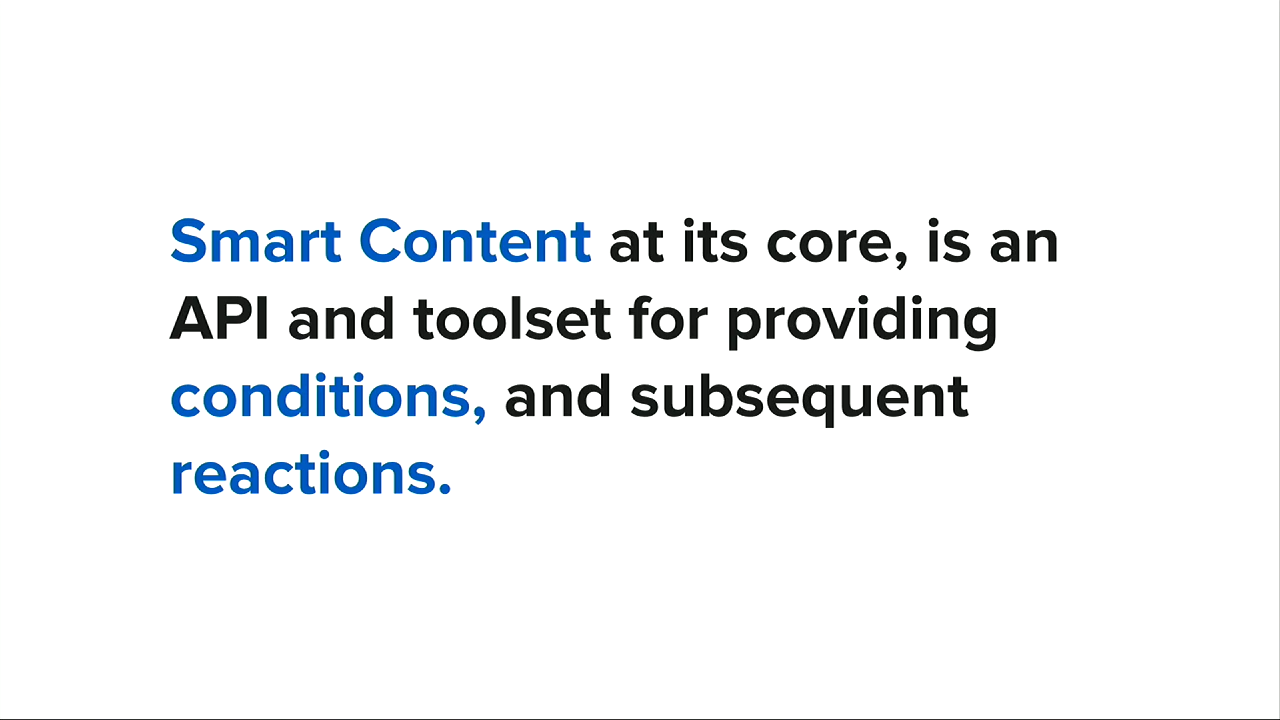 Smart Content at its core, is an
API and toolset for providing
conditions, and subsequent
reactions.